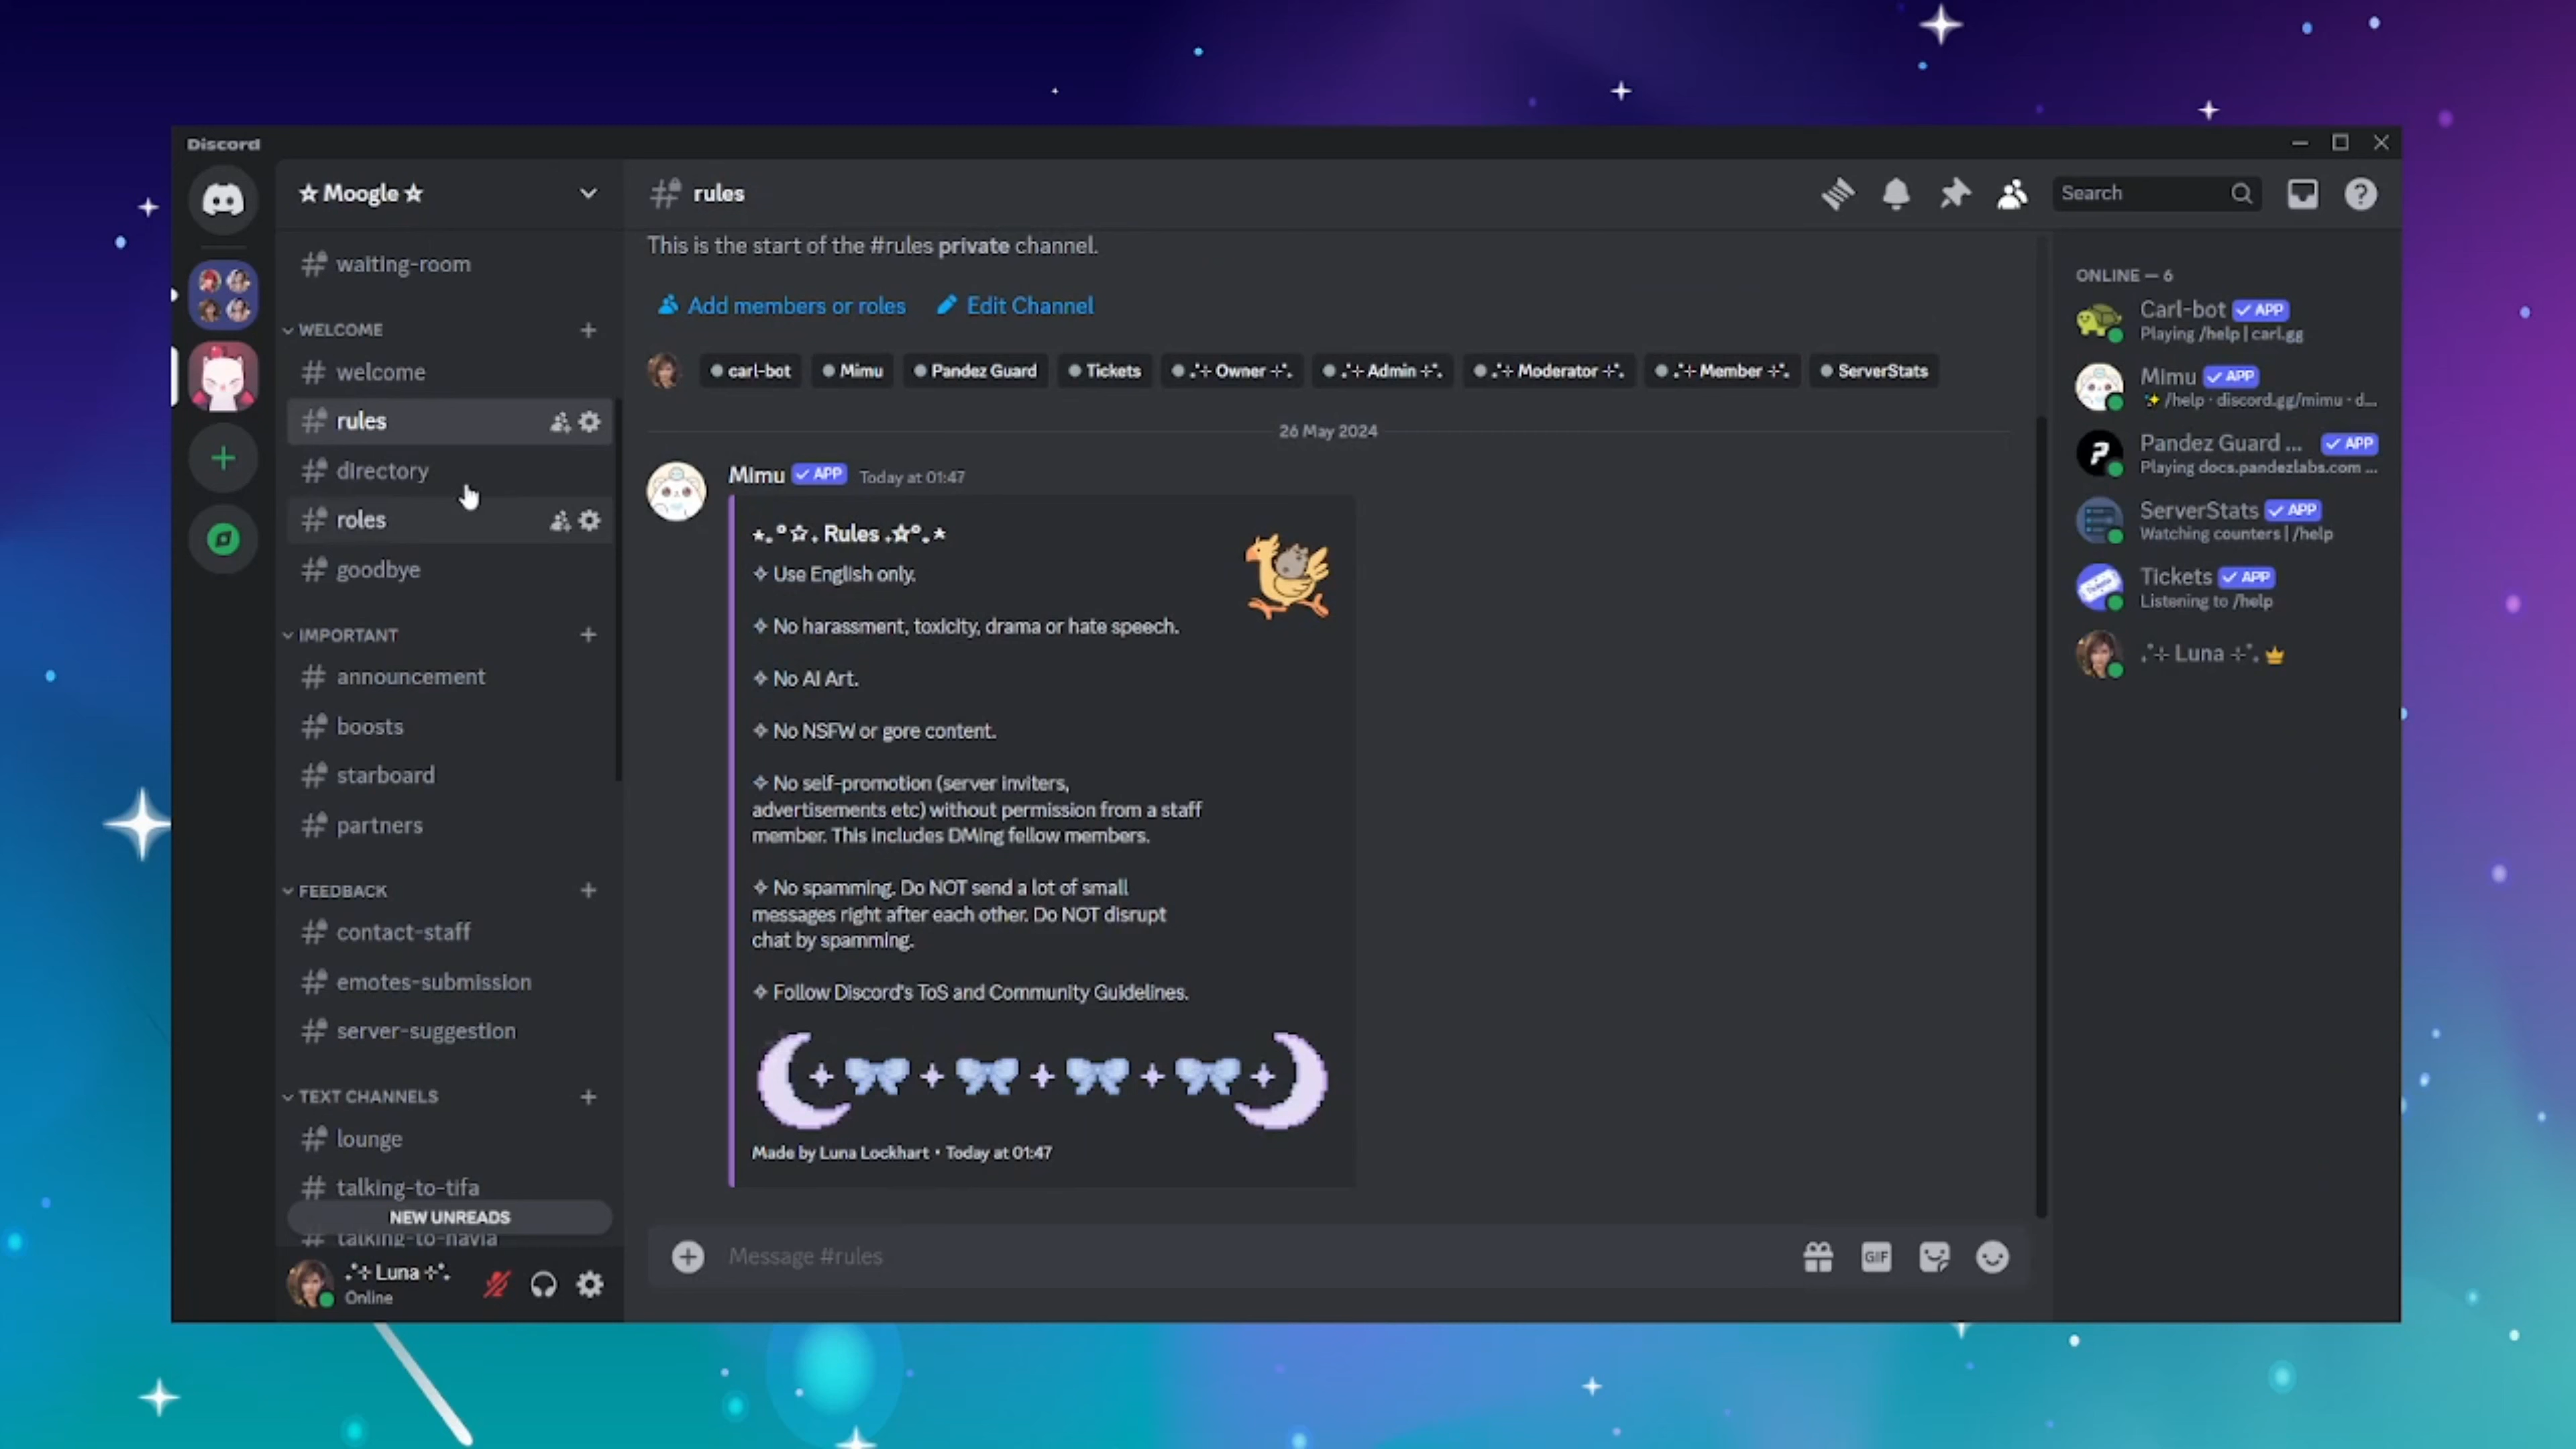 Discord
☆ Moogle ☆
waiting-room
WELCOME
welcome
rules
directory
roles
goodbye
IMPORTANT
announcement
boosts
starboard
partners
FEEDBACK
contact-staff
emotes-submission
server-suggestion
TEXT CHANNELS
lounge
talking-to-tifa
NEW UNREADS
talking-to-navia
.˚⊹ Luna ⊹˚.
Online
rules
Search
This is the start of the #rules private channel.
Add members or roles Edit Channel
carl-bot Mimu Pandez Guard Tickets .˚⊹ Owner ⊹˚. .˚⊹ Admin ⊹˚. .˚⊹ Moderator ⊹˚. .˚⊹ Member ⊹˚. ServerStats
26 May 2024
Mimu ✓ APP Today at 01:47
⋆.°☆. Rules .☆°.⋆
✧ Use English only.
✧ No harassment, toxicity, drama or hate speech.
✧ No AI Art.
✧ No NSFW or gore content.
✧ No self-promotion (server inviters,
advertisements etc) without permission from a staff
member. This includes DMing fellow members.
✧ No spamming. Do NOT send a lot of small
messages right after each other. Do NOT disrupt
chat by spamming.
✧ Follow Discord's ToS and Community Guidelines.
Made by Luna Lockhart • Today at 01:47
Message #rules
GIF
ONLINE — 6
Carl-bot ✓ APP
Playing /help | carl.gg
Mimu ✓ APP
✨ /help · discord.gg/mimu · d...
Pandez Guard ... ✓ APP
Playing docs.pandezlabs.com ...
ServerStats ✓ APP
Watching counters | /help
Tickets ✓ APP
Listening to /help
.˚⊹ Luna ⊹˚.